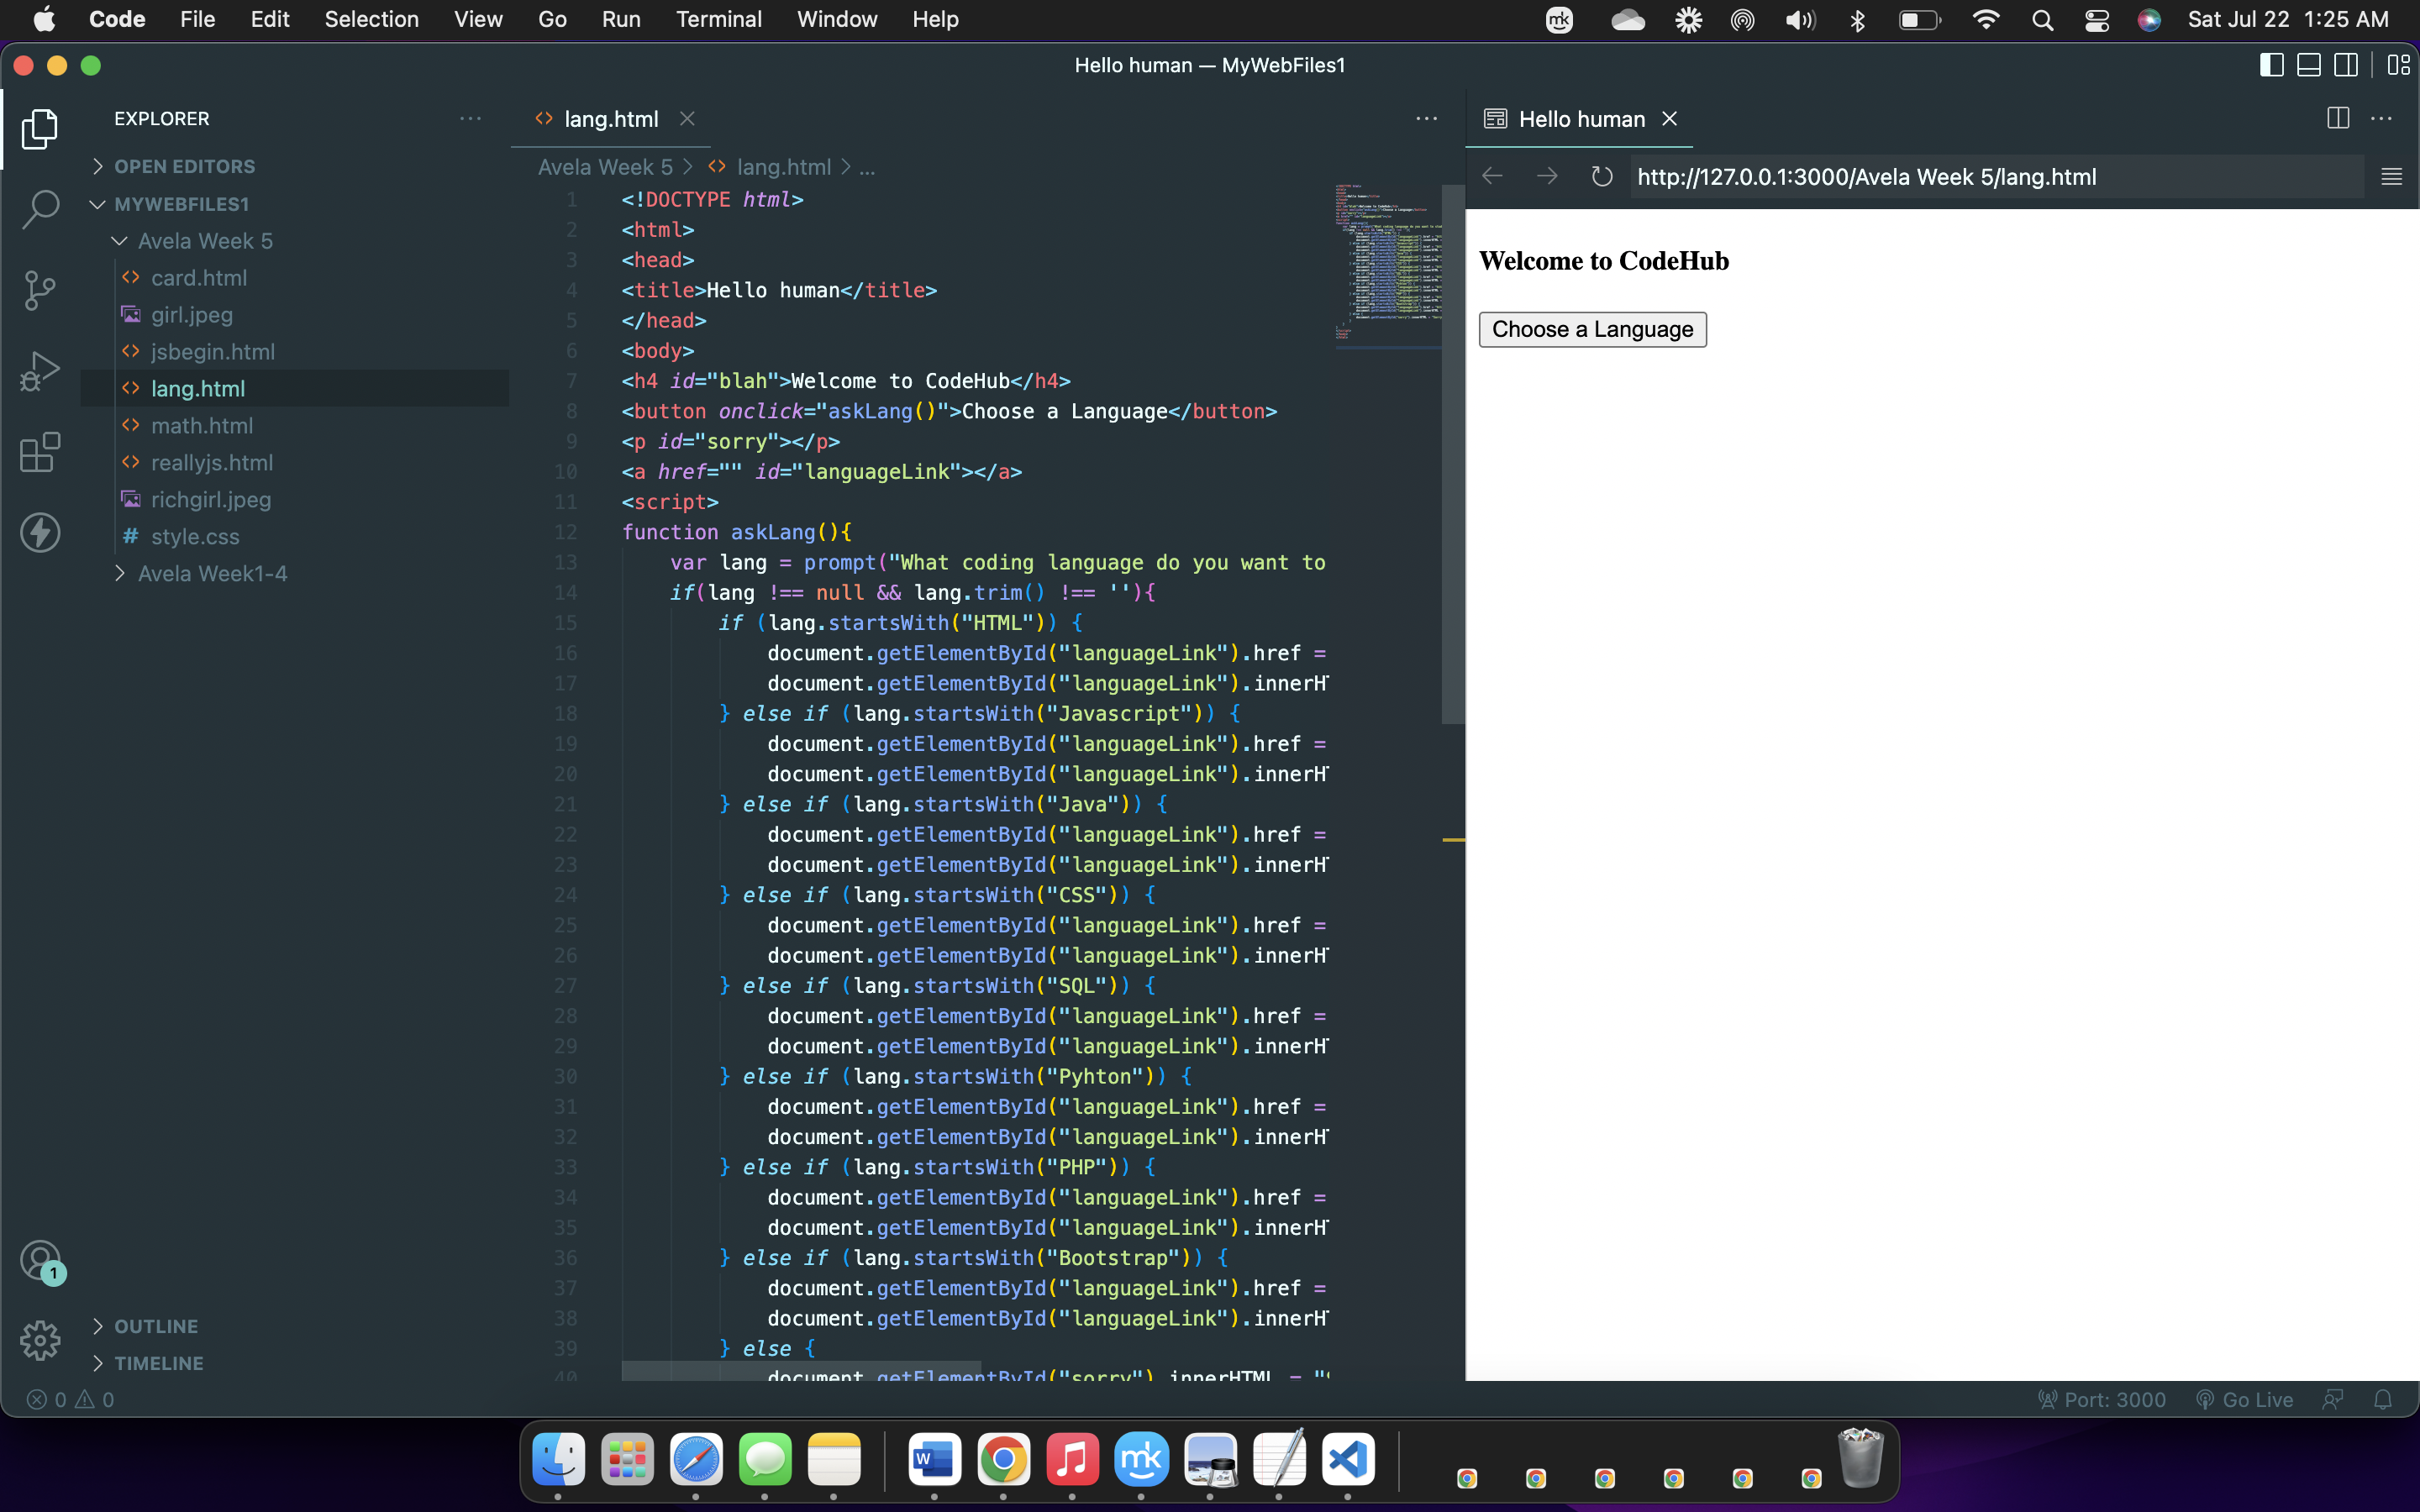 Code File Edit Selection View Go Run Terminal Window Help
mk
Sat Jul 22 1:25 AM
Hello human — MyWebFiles1
EXPLORER
OPEN EDITORS
MYWEBFILES1
Avela Week 5
card.html
girl.jpeg
jsbegin.html
lang.html
math.html
reallyjs.html
richgirl.jpeg
# style.css
Avela Week1-4
1
OUTLINE
TIMELINE
lang.html
Avela Week 5 > lang.html > ...
1 <!DOCTYPE html>
2 <html>
3 <head>
4 <title>Hello human</title>
5 </head>
6 <body>
7 <h4 id="blah">Welcome to CodeHub</h4>
8 <button onclick="askLang()">Choose a Language</button>
9 <p id="sorry"></p>
10 <a href="" id="languageLink"></a>
11 <script>
12 function askLang(){
13 var lang = prompt("What coding language do you want to
14 if(lang !== null && lang.trim() !== ''){
15 if (lang.startsWith("HTML")) {
16 document.getElementById("languageLink").href =
17 document.getElementById("languageLink").innerH
18 } else if (lang.startsWith("Javascript")) {
19 document.getElementById("languageLink").href =
20 document.getElementById("languageLink").innerH
21 } else if (lang.startsWith("Java")) {
22 document.getElementById("languageLink").href =
23 document.getElementById("languageLink").innerH
24 } else if (lang.startsWith("CSS")) {
25 document.getElementById("languageLink").href =
26 document.getElementById("languageLink").innerH
27 } else if (lang.startsWith("SQL")) {
28 document.getElementById("languageLink").href =
29 document.getElementById("languageLink").innerH
30 } else if (lang.startsWith("Pyhton")) {
31 document.getElementById("languageLink").href =
32 document.getElementById("languageLink").innerH
33 } else if (lang.startsWith("PHP")) {
34 document.getElementById("languageLink").href =
35 document.getElementById("languageLink").innerH
36 } else if (lang.startsWith("Bootstrap")) {
37 document.getElementById("languageLink").href =
38 document.getElementById("languageLink").innerH
39 } else {
40 document.getElementById("sorry").innerHTML = "S
Hello human
http://127.0.0.1:3000/Avela Week 5/lang.html
Welcome to CodeHub
Choose a Language
0 0
Port: 3000 Go Live
W
mk